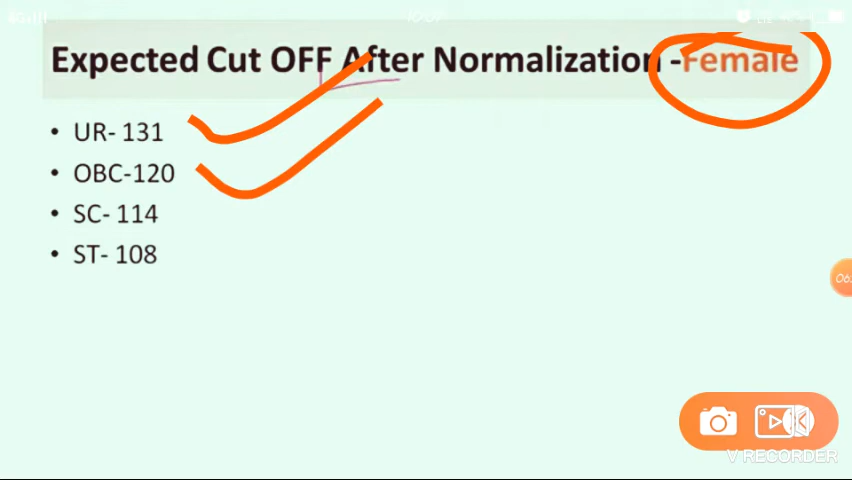 Expected Cut OFF After Normalization -Female
• UR- 131
• OBC-120
• SC- 114
• ST- 108
V RECORDER